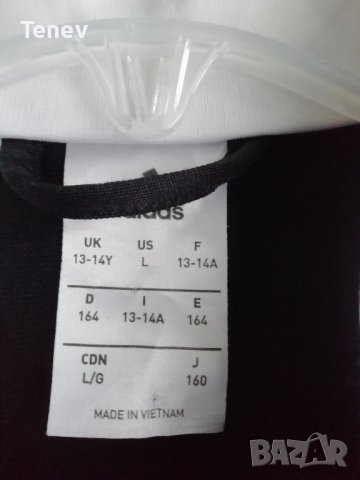 Tenev
adidas
UK US F
13-14Y L 13-14A
D I E
164 13-14A 164
CDN J
L/G 160
MADE IN VIETNAM
BAZAR